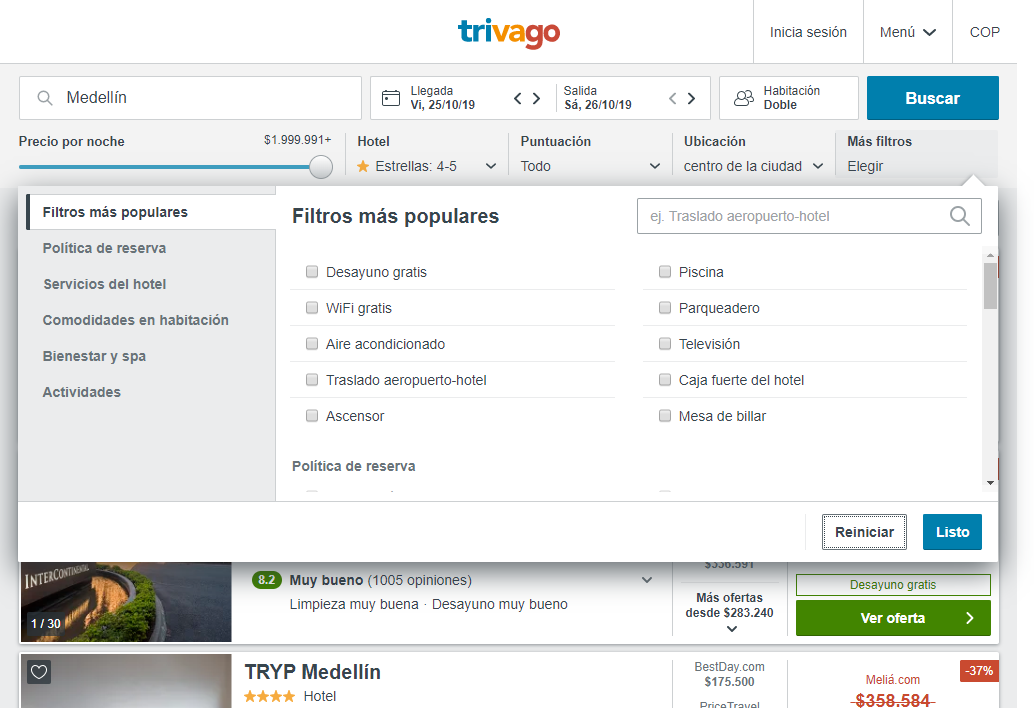 trivago
Inicia sesión
Menú
COP
Medellín
Llegada
Vi, 25/10/19
Salida
Sá, 26/10/19
Habitación
Doble
Buscar
Precio por noche
$1.999.991+
Hotel
Estrellas: 4-5
Puntuación
Todo
Ubicación
centro de la ciudad
Más filtros
Elegir
Filtros más populares
Política de reserva
Servicios del hotel
Comodidades en habitación
Bienestar y spa
Actividades
Filtros más populares
ej. Traslado aeropuerto-hotel
Desayuno gratis
Piscina
WiFi gratis
Parqueadero
Aire acondicionado
Televisión
Traslado aeropuerto-hotel
Caja fuerte del hotel
Ascensor
Mesa de billar
Política de reserva
Reiniciar
Listo
INTERCONTINENTAL
1 / 30
8.2 Muy bueno (1005 opiniones)
Limpieza muy buena · Desayuno muy bueno
$336.591
Más ofertas
desde $283.240
Desayuno gratis
Ver oferta
TRYP Medellín
Hotel
BestDay.com
$175.500
PriceTravel
-37%
Meliá.com
$358.584